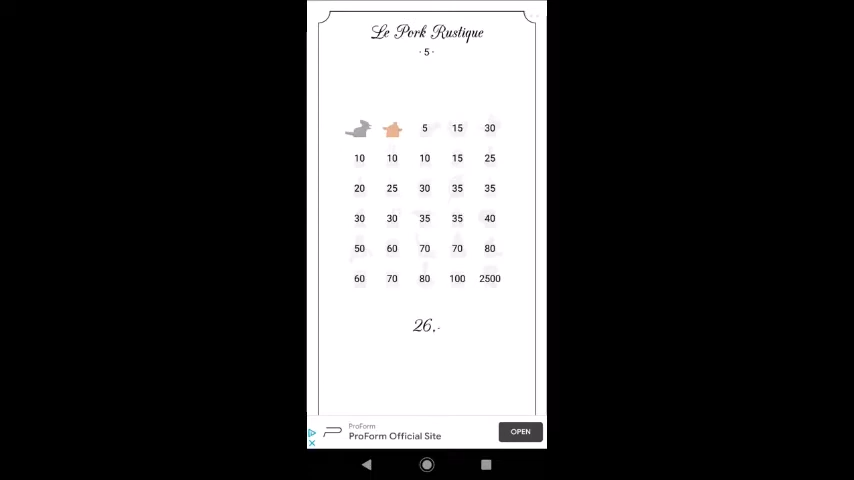 Le Pork Rustique
· 5 ·
5 15 30
10 10 10 15 25
20 25 30 35 35
30 30 35 35 40
50 60 70 70 80
60 70 80 100 2500
26,-
ProForm
ProForm Official Site
OPEN